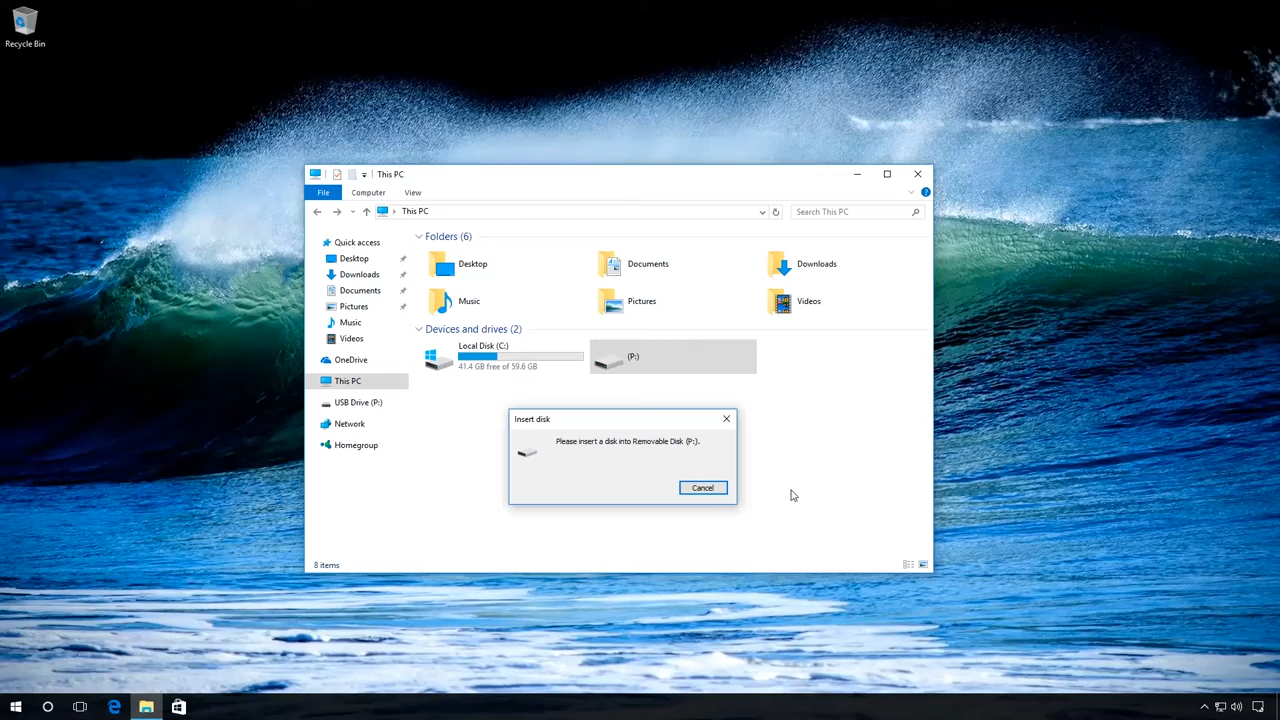 Recycle Bin
This PC
File
Computer
View
This PC
Search This PC
Quick access
Desktop
Downloads
Documents
Pictures
Music
Videos
OneDrive
This PC
USB Drive (P:)
Network
Homegroup
Folders (6)
Desktop
Documents
Downloads
Music
Pictures
Videos
Devices and drives (2)
Local Disk (C:)
41.4 GB free of 59.6 GB
(P:)
Insert disk
Please insert a disk into Removable Disk (P:).
Cancel
8 items